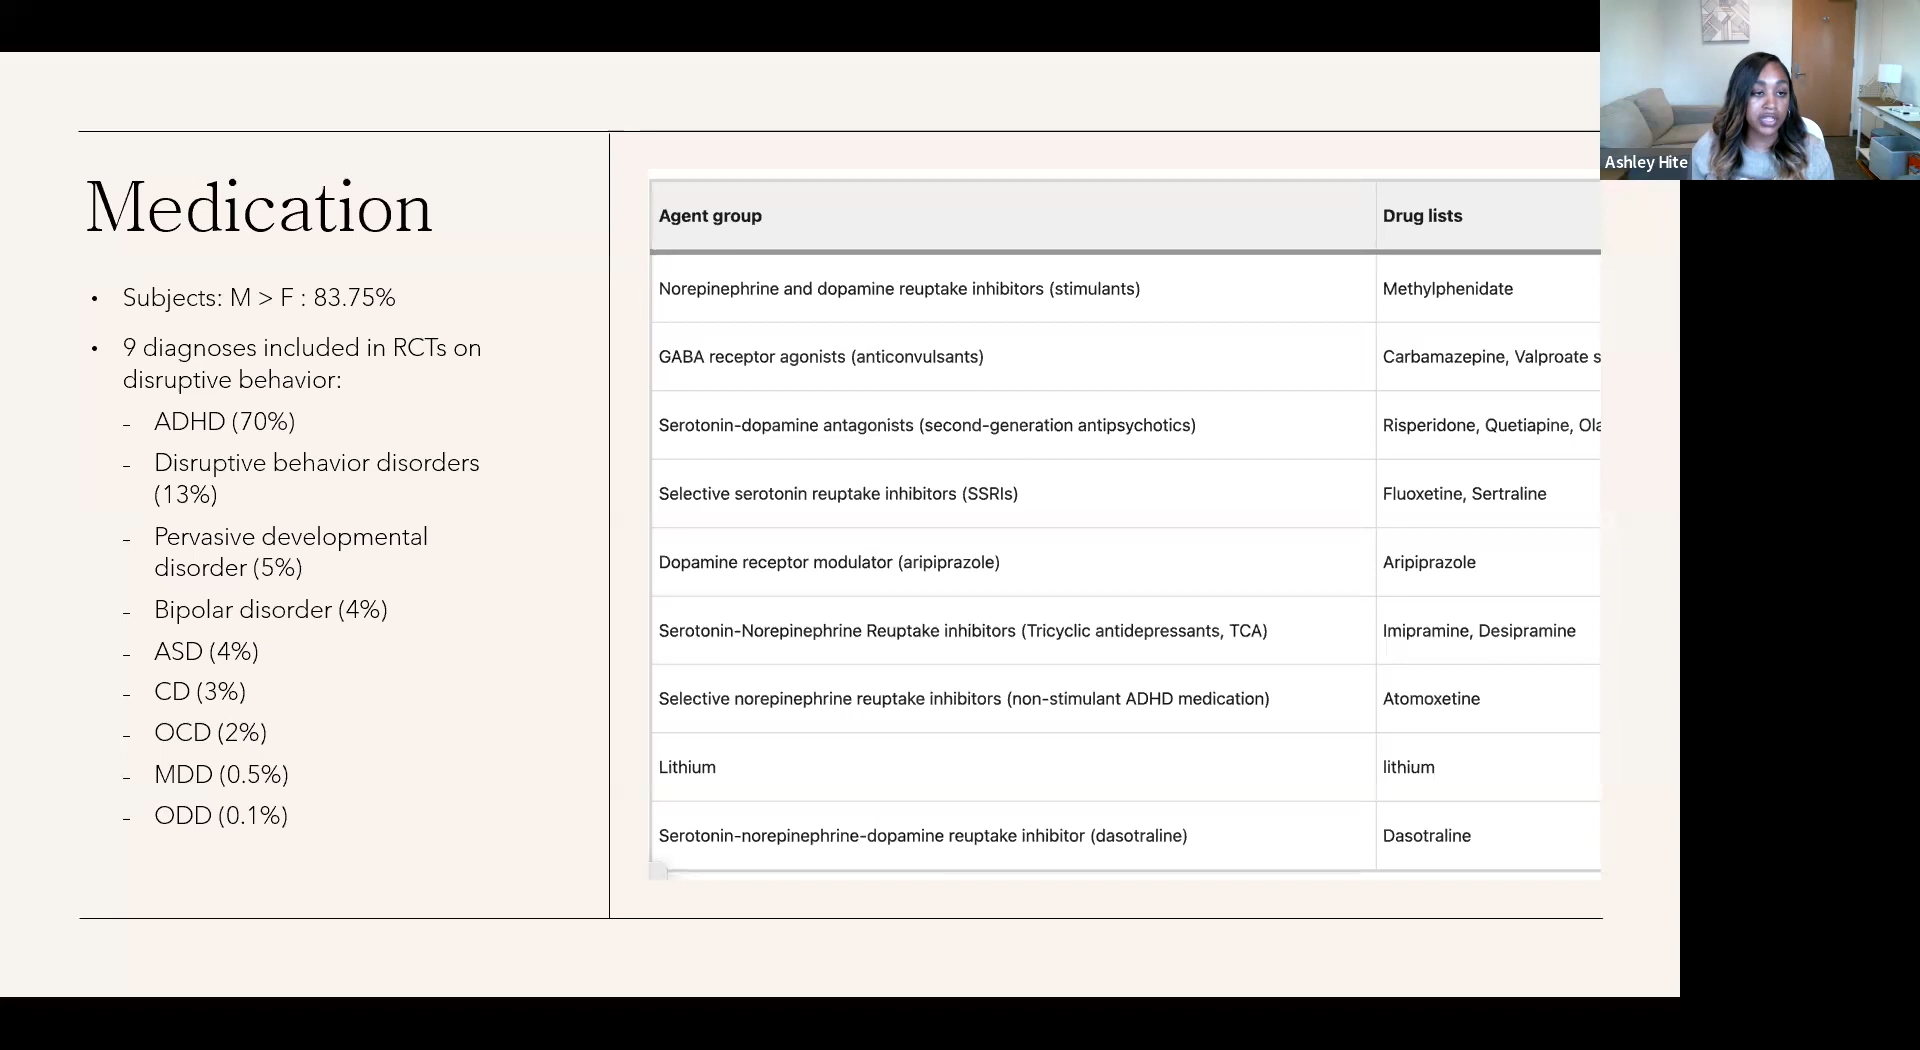 Medication
• Subjects: M > F : 83.75%
• 9 diagnoses included in RCTs on
disruptive behavior:
- ADHD (70%)
- Disruptive behavior disorders
(13%)
- Pervasive developmental
disorder (5%)
- Bipolar disorder (4%)
- ASD (4%)
- CD (3%)
- OCD (2%)
- MDD (0.5%)
- ODD (0.1%)
Agent group Drug lists
Norepinephrine and dopamine reuptake inhibitors (stimulants) Methylphenidate
GABA receptor agonists (anticonvulsants) Carbamazepine, Valproate s
Serotonin-dopamine antagonists (second-generation antipsychotics) Risperidone, Quetiapine, Ola
Selective serotonin reuptake inhibitors (SSRIs) Fluoxetine, Sertraline
Dopamine receptor modulator (aripiprazole) Aripiprazole
Serotonin-Norepinephrine Reuptake inhibitors (Tricyclic antidepressants, TCA) Imipramine, Desipramine
Selective norepinephrine reuptake inhibitors (non-stimulant ADHD medication) Atomoxetine
Lithium lithium
Serotonin-norepinephrine-dopamine reuptake inhibitor (dasotraline) Dasotraline
Ashley Hite